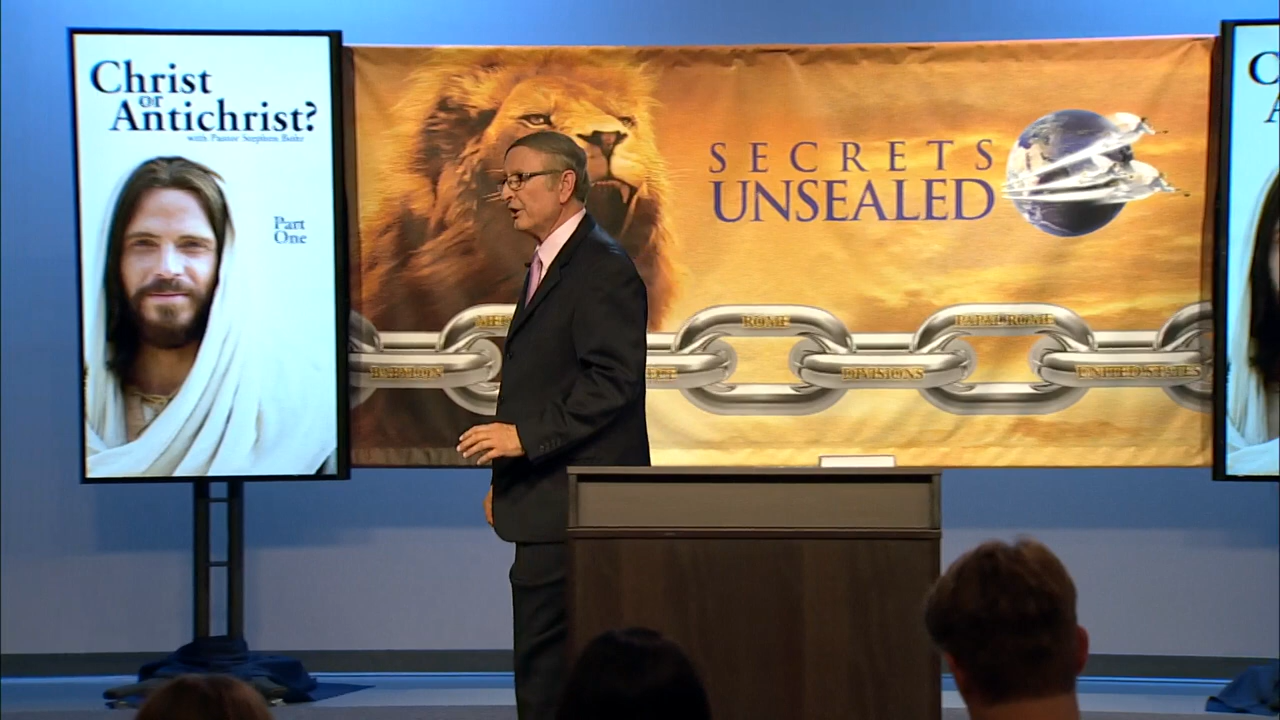 Christ
or
Antichrist?
with Pastor Stephen Bohr
Part
One
SECRETS
UNSEALED
ROME
PAPAL ROME
BABYLON
DIVISIONS
UNITED STATES